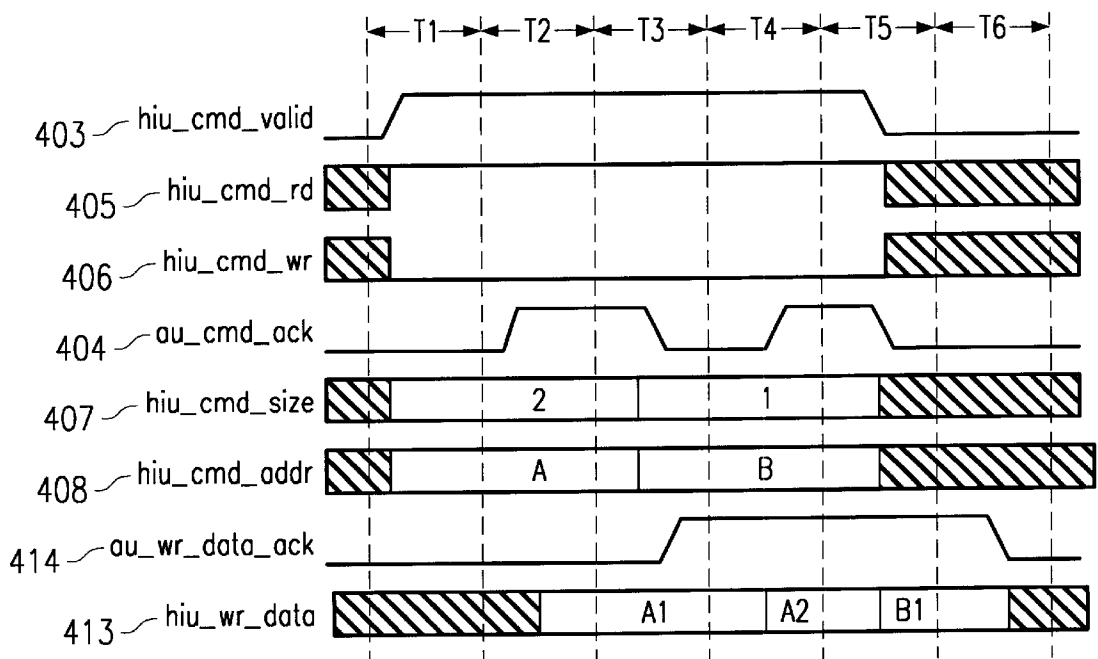 T1 T2 T3 T4 T5 T6
403 hiu_cmd_valid
405 hiu_cmd_rd
406 hiu_cmd_wr
404 au_cmd_ack
407 hiu_cmd_size 2 1
408 hiu_cmd_addr A B
414 au_wr_data_ack
413 hiu_wr_data A1 A2 B1